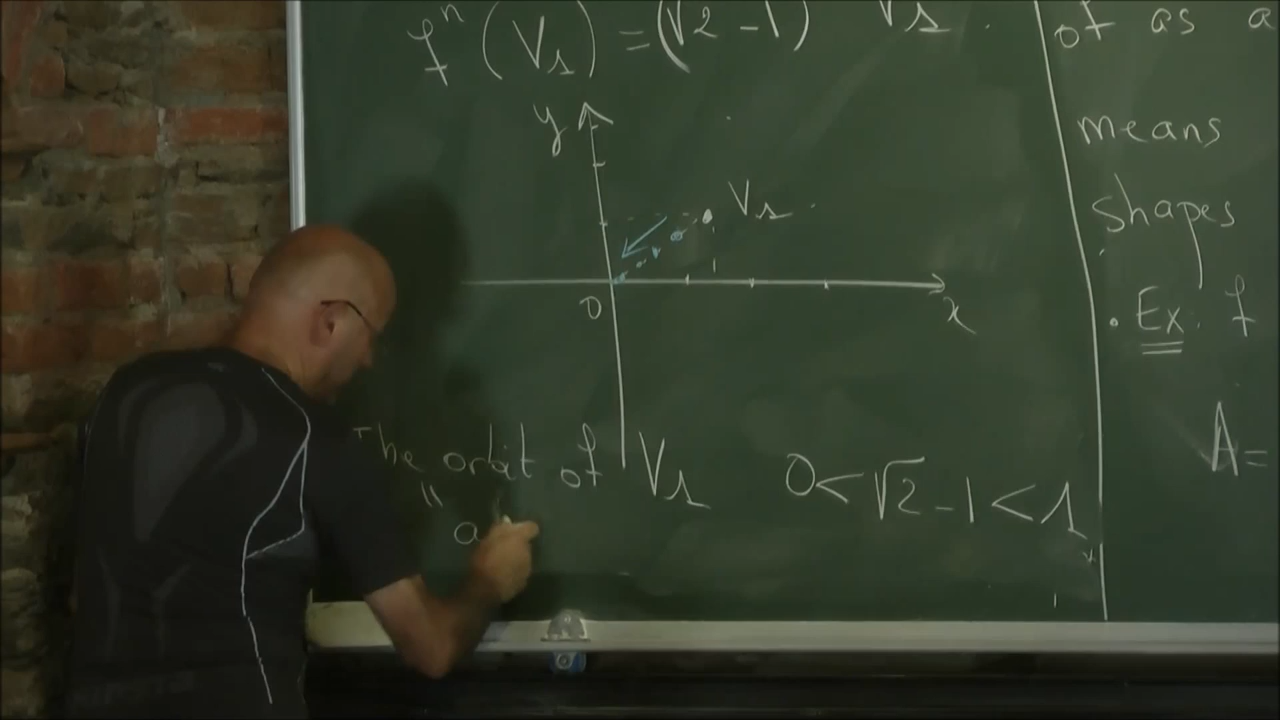 fⁿ (V₁) = (√2 - 1) V₁ .
y
V₁
0
x
The orbit of V₁
" a
0 < √2 - 1 < 1
of as a
means
shapes
• Ex. f
A =